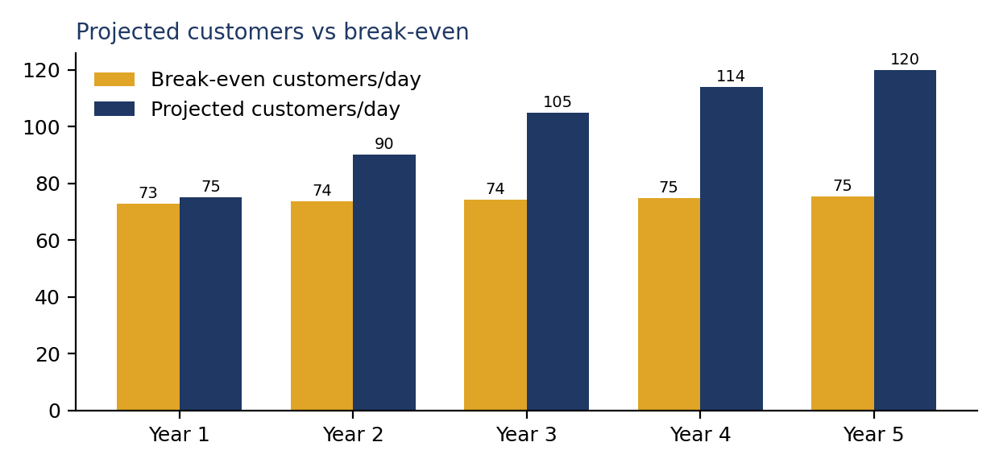 Projected customers vs break-even
120
100
80
60
40
20
0
Break-even customers/day
Projected customers/day
73
75
74
90
74
105
75
114
75
120
Year 1
Year 2
Year 3
Year 4
Year 5